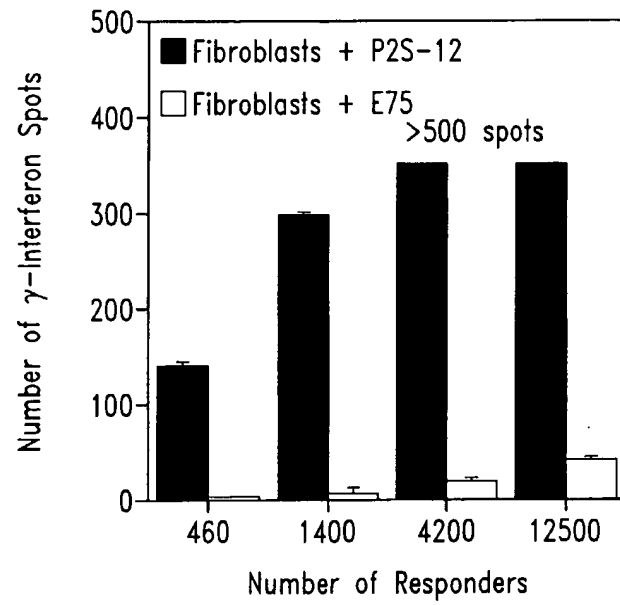 500
400
300
200
100
0
Number of γ-Interferon Spots
Fibroblasts + P2S-12
Fibroblasts + E75
>500 spots
460 1400 4200 12500
Number of Responders